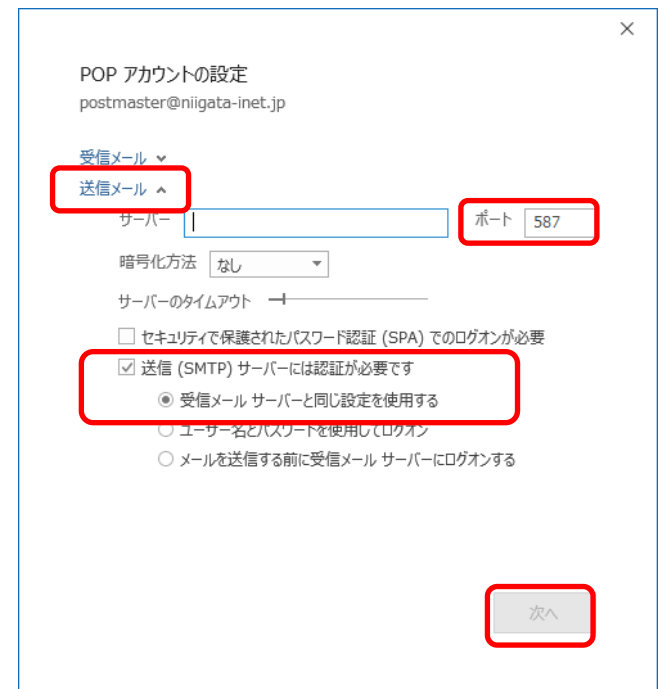 POP アカウントの設定
postmaster@niigata-inet.jp
受信メール
送信メール
サーバー ポート 587
暗号化方法 なし
サーバーのタイムアウト
セキュリティで保護されたパスワード認証 (SPA) でのログオンが必要
送信 (SMTP) サーバーには認証が必要です
受信メール サーバーと同じ設定を使用する
ユーザー名とパスワードを使用してログオン
メールを送信する前に受信メール サーバーにログオンする
次へ